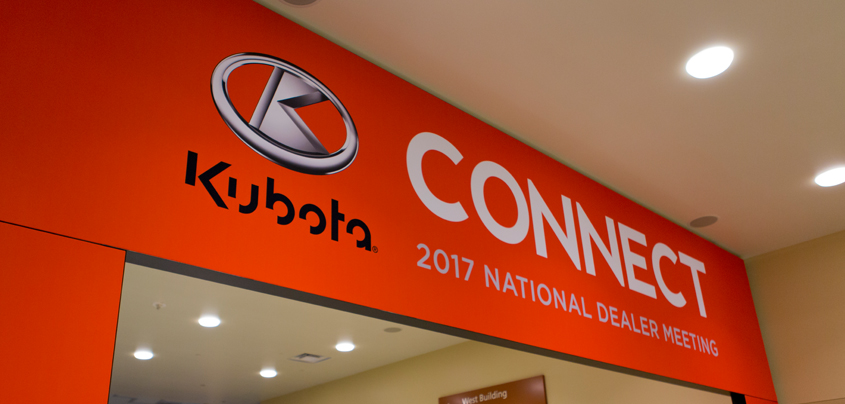 Kubota
CONNECT
2017 NATIONAL DEALER MEETING
West Building